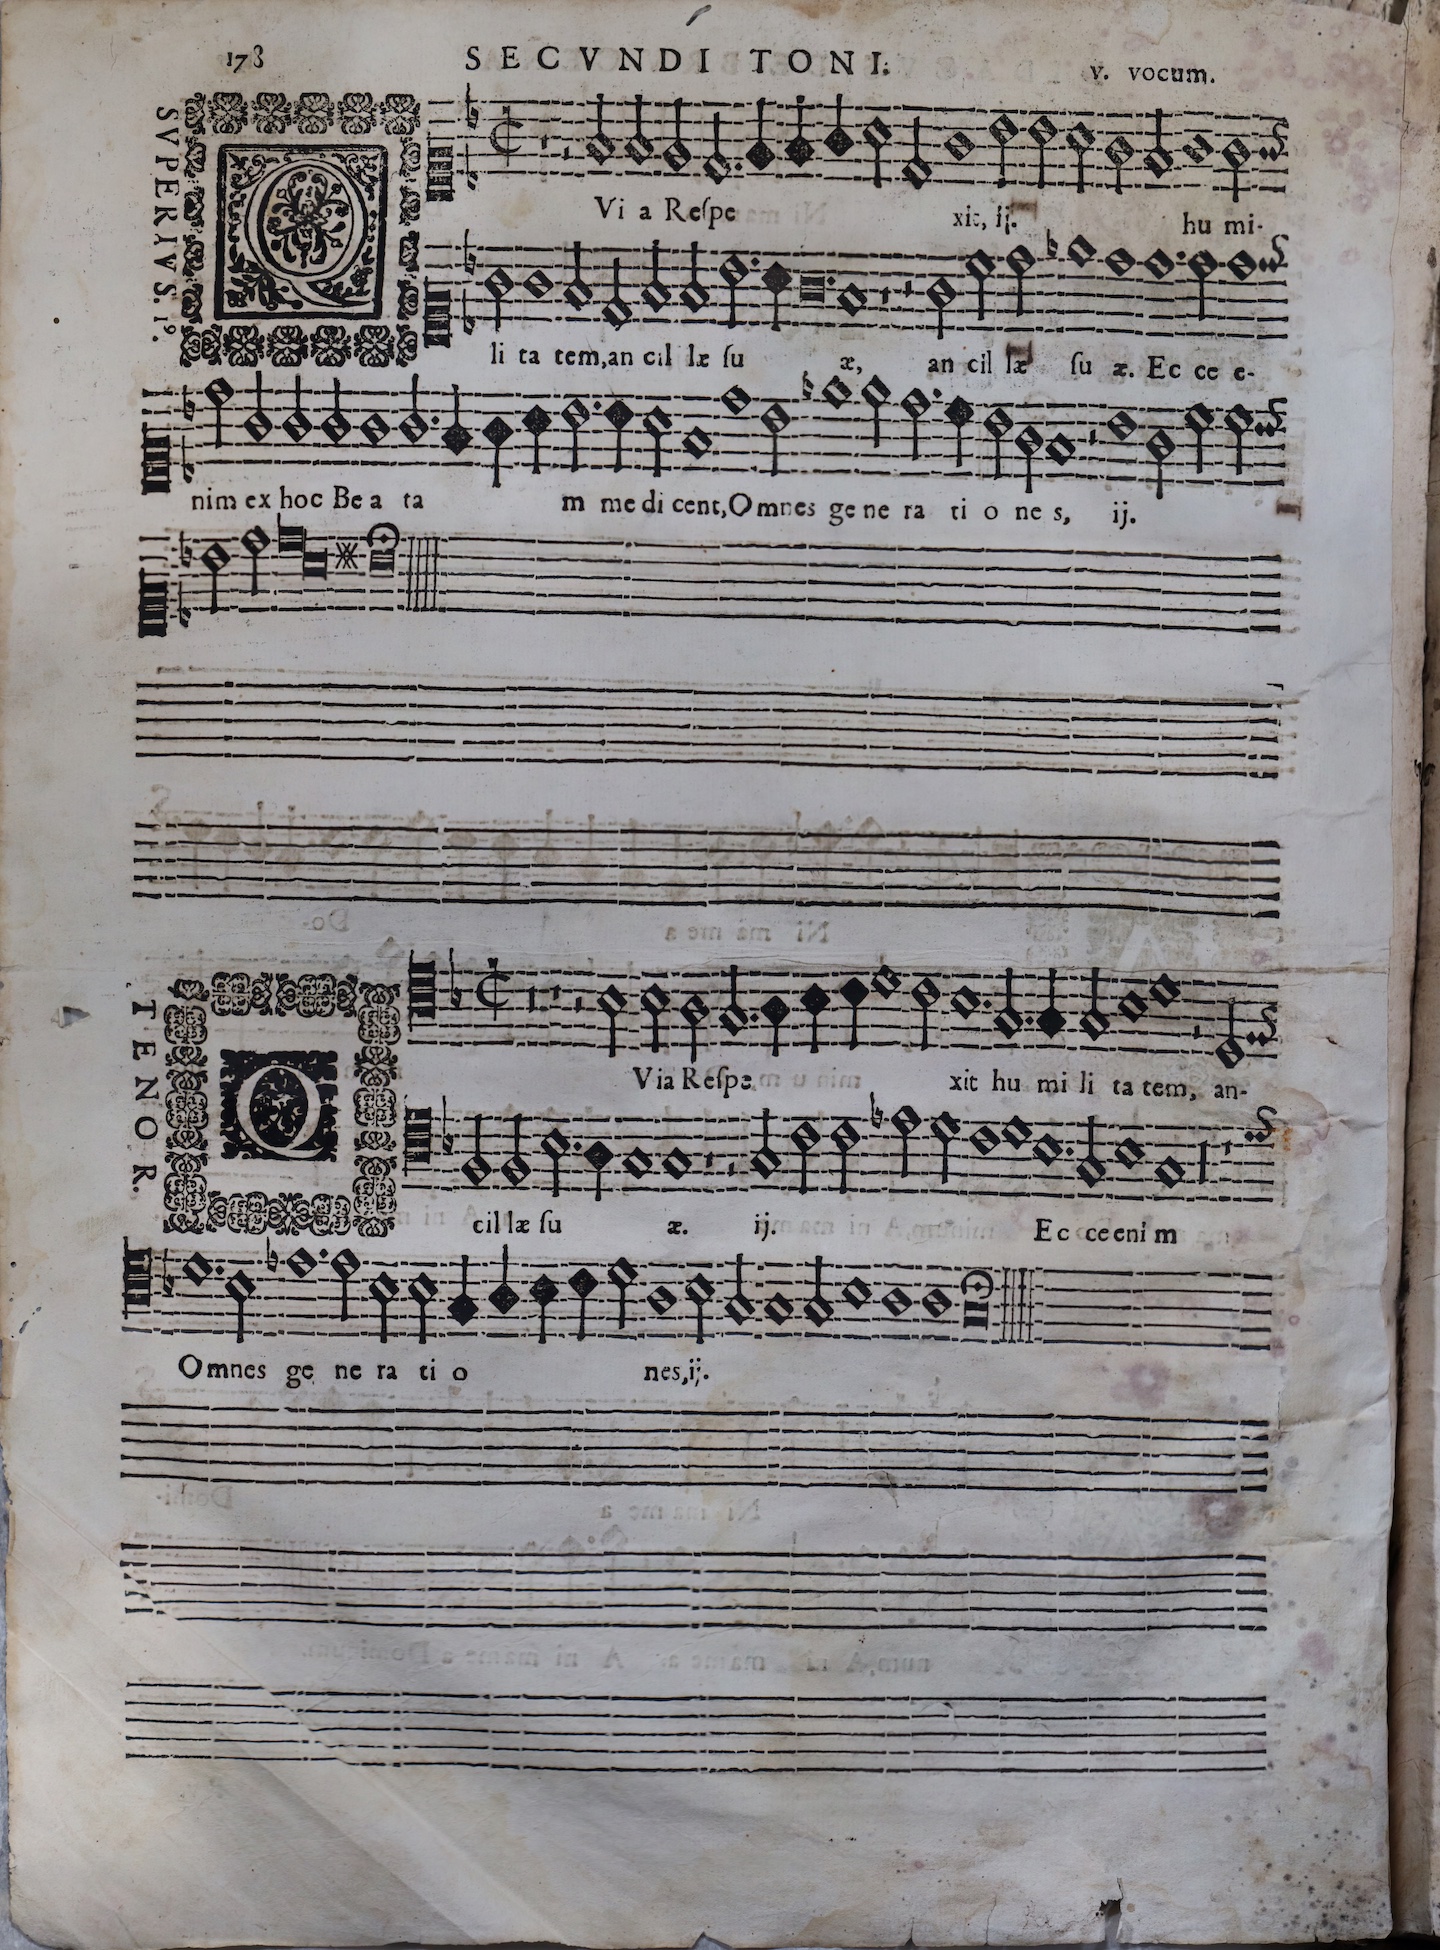 178 SECVNDI TONI. v. vocum.
SVPERIVS. 19.
Q
Vi a Reſpe xit, ij. hu mi-
li ta tem, an cil læ ſu æ, an cil læ ſu æ. Ec ce e-
nim ex hoc Be a ta m me di cent, Omnes ge ne ra ti o ne s, ij.
TENOR.
Q
Via Reſpe xit hu mi li ta tem, an-
cil læ ſu æ. ij. Ec ce eni m
Omnes ge ne ra ti o nes, ij.